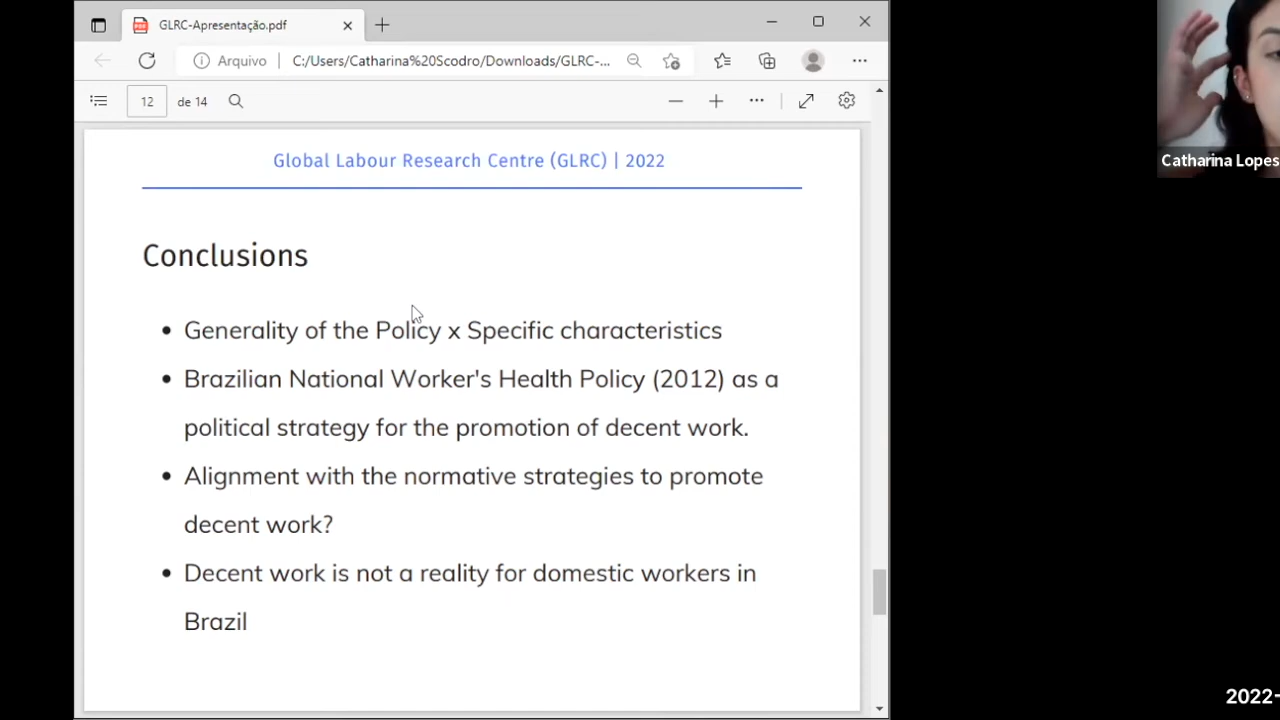 GLRC-Apresentação.pdf
Arquivo
C:/Users/Catharina%20Scodro/Downloads/GLRC-...
12
de 14
Global Labour Research Centre (GLRC) | 2022
Conclusions
• Generality of the Policy x Specific characteristics
• Brazilian National Worker's Health Policy (2012) as a
political strategy for the promotion of decent work.
• Alignment with the normative strategies to promote
decent work?
• Decent work is not a reality for domestic workers in
Brazil
Catharina Lopes
2022-